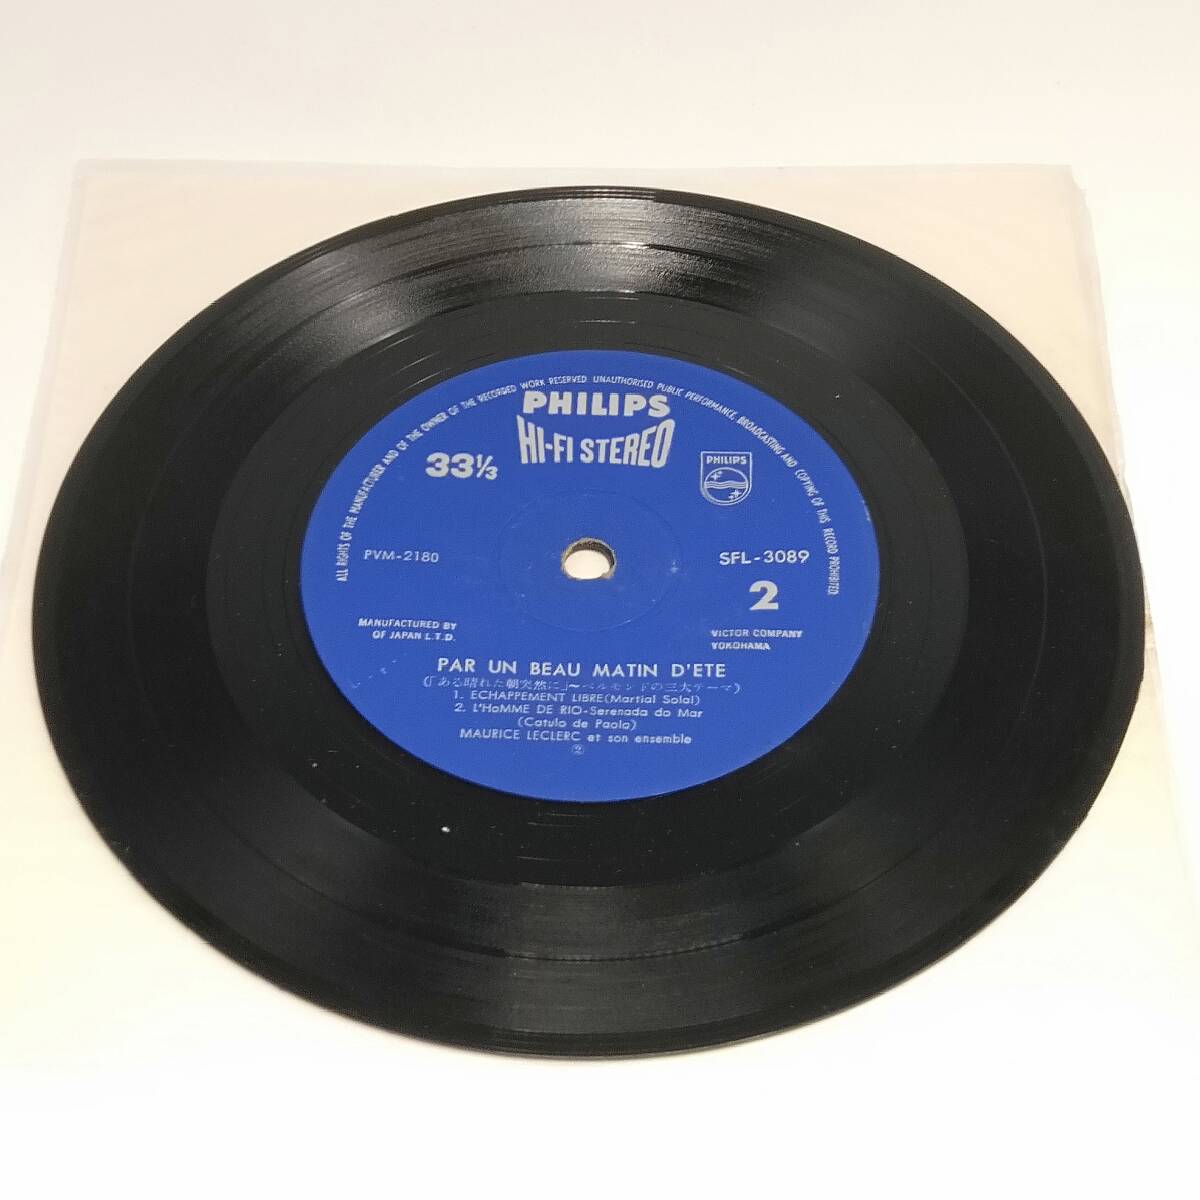 ALL RIGHTS OF THE MANUFACTURER AND OF THE OWNER OF THE RECORDED WORK RESERVED UNAUTHORISED PUBLIC PERFORMANCE, BROADCASTING AND COPYING OF THIS RECORD PROHIBITED.
PHILIPS
HI-FI STEREO
33⅓
PHILIPS
PVM-2180
SFL-3089
2
MANUFACTURED BY
OF JAPAN L.T.D.
VICTOR COMPANY
YOKOHAMA
PAR UN BEAU MATIN D'ETE
(「ある晴れた朝突然に」〜ベルモンドの三大テーマ)
1. ECHAPPEMENT LIBRE(Martial Solal)
2. L'HoMME DE RIO-Serenada do Mar
(Catulo de Paolo)
MAURICE LECLERC et son ensemble
②